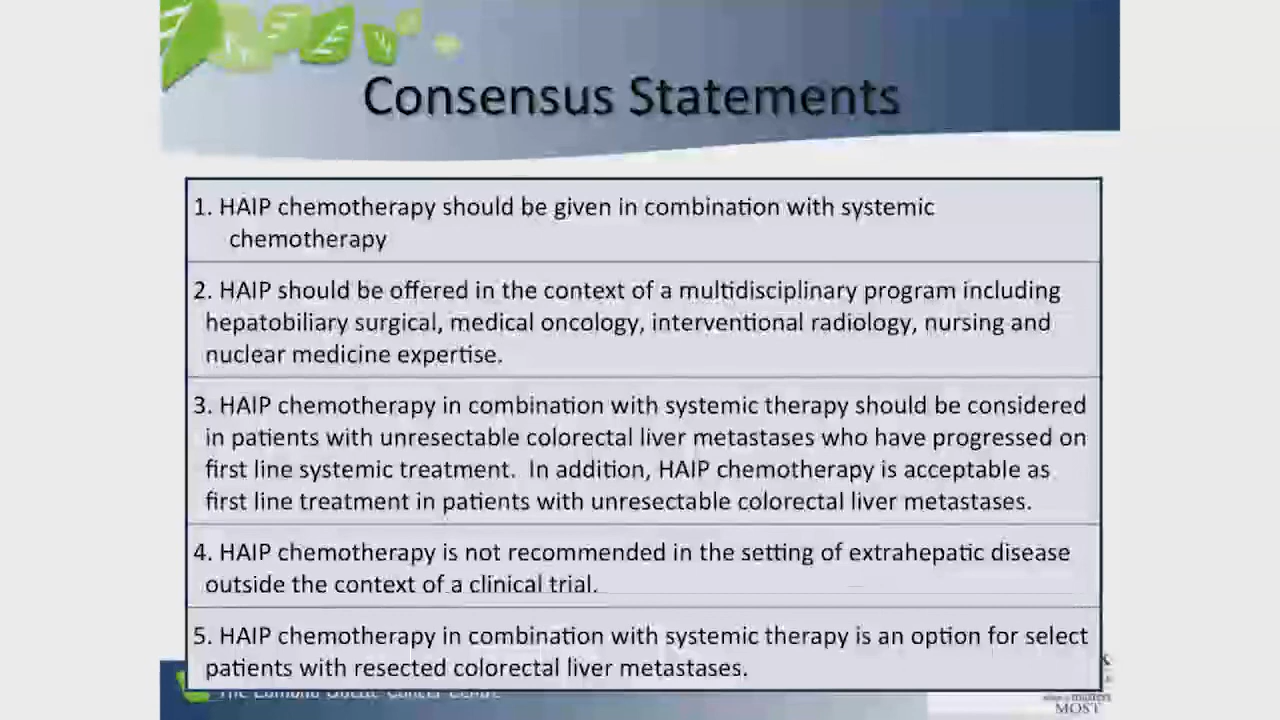 Consensus Statements
1. HAIP chemotherapy should be given in combination with systemic
chemotherapy
2. HAIP should be offered in the context of a multidisciplinary program including
hepatobiliary surgical, medical oncology, interventional radiology, nursing and
nuclear medicine expertise.
3. HAIP chemotherapy in combination with systemic therapy should be considered
in patients with unresectable colorectal liver metastases who have progressed on
first line systemic treatment. In addition, HAIP chemotherapy is acceptable as
first line treatment in patients with unresectable colorectal liver metastases.
4. HAIP chemotherapy is not recommended in the setting of extrahepatic disease
outside the context of a clinical trial.
5. HAIP chemotherapy in combination with systemic therapy is an option for select
patients with resected colorectal liver metastases.
MOST